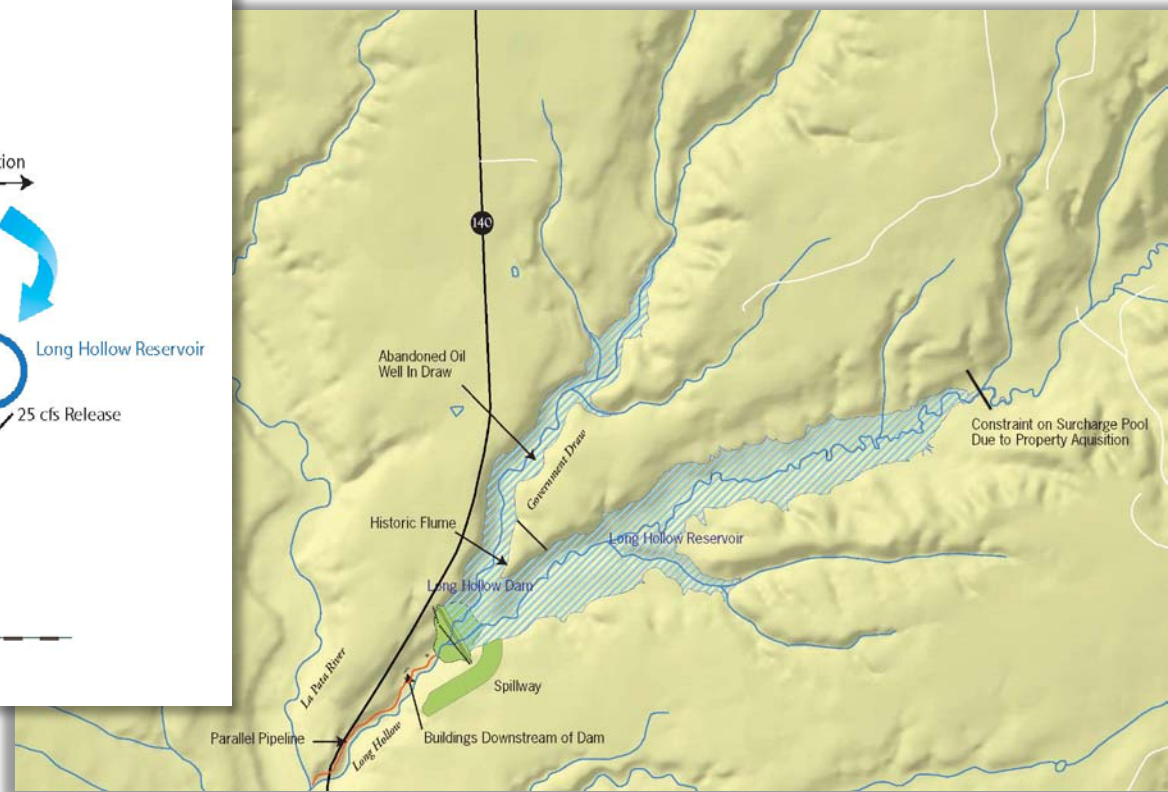 Long Hollow Reservoir
25 cfs Release
140
Abandoned Oil
Well In Draw
Government Draw
Constraint on Surcharge Pool
Due to Property Aquisition
Historic Flume
Long Hollow Reservoir
Long Hollow Dam
La Pata River
Spillway
Parallel Pipeline
Long Hollow
Buildings Downstream of Dam